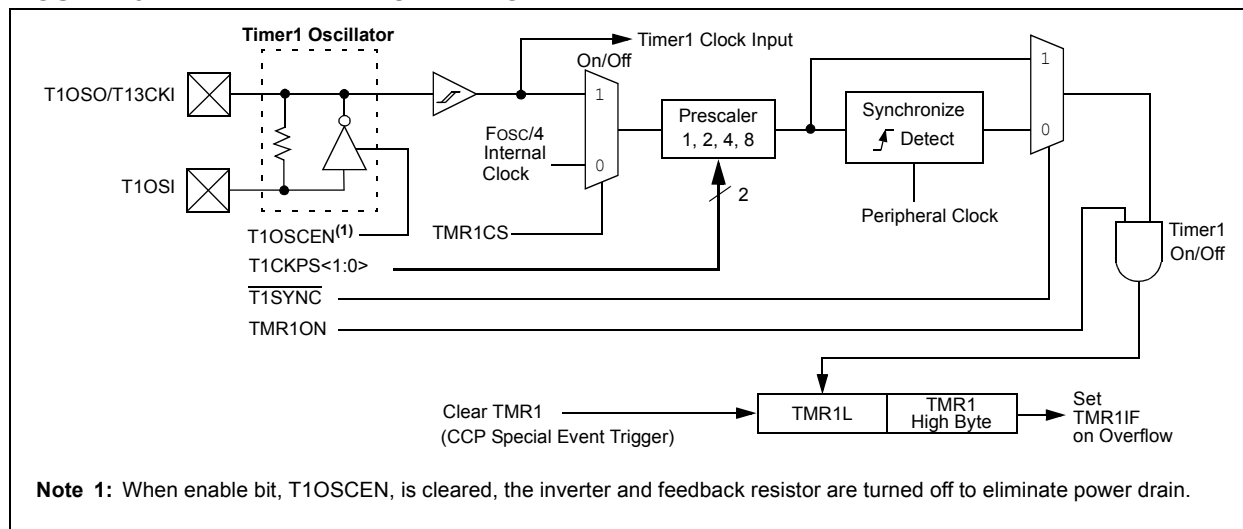 Timer1 Oscillator
Timer1 Clock Input
On/Off
T1OSO/T13CKI
1
FOSC/4
Internal
Clock
0
Prescaler
1, 2, 4, 8
Synchronize
Detect
1
0
T1OSI
2
Peripheral Clock
T1OSCEN(1)
TMR1CS
T1CKPS<1:0>
T1SYNC
TMR1ON
Timer1
On/Off
Clear TMR1
(CCP Special Event Trigger)
TMR1L
TMR1
High Byte
Set
TMR1IF
on Overflow
Note 1: When enable bit, T1OSCEN, is cleared, the inverter and feedback resistor are turned off to eliminate power drain.